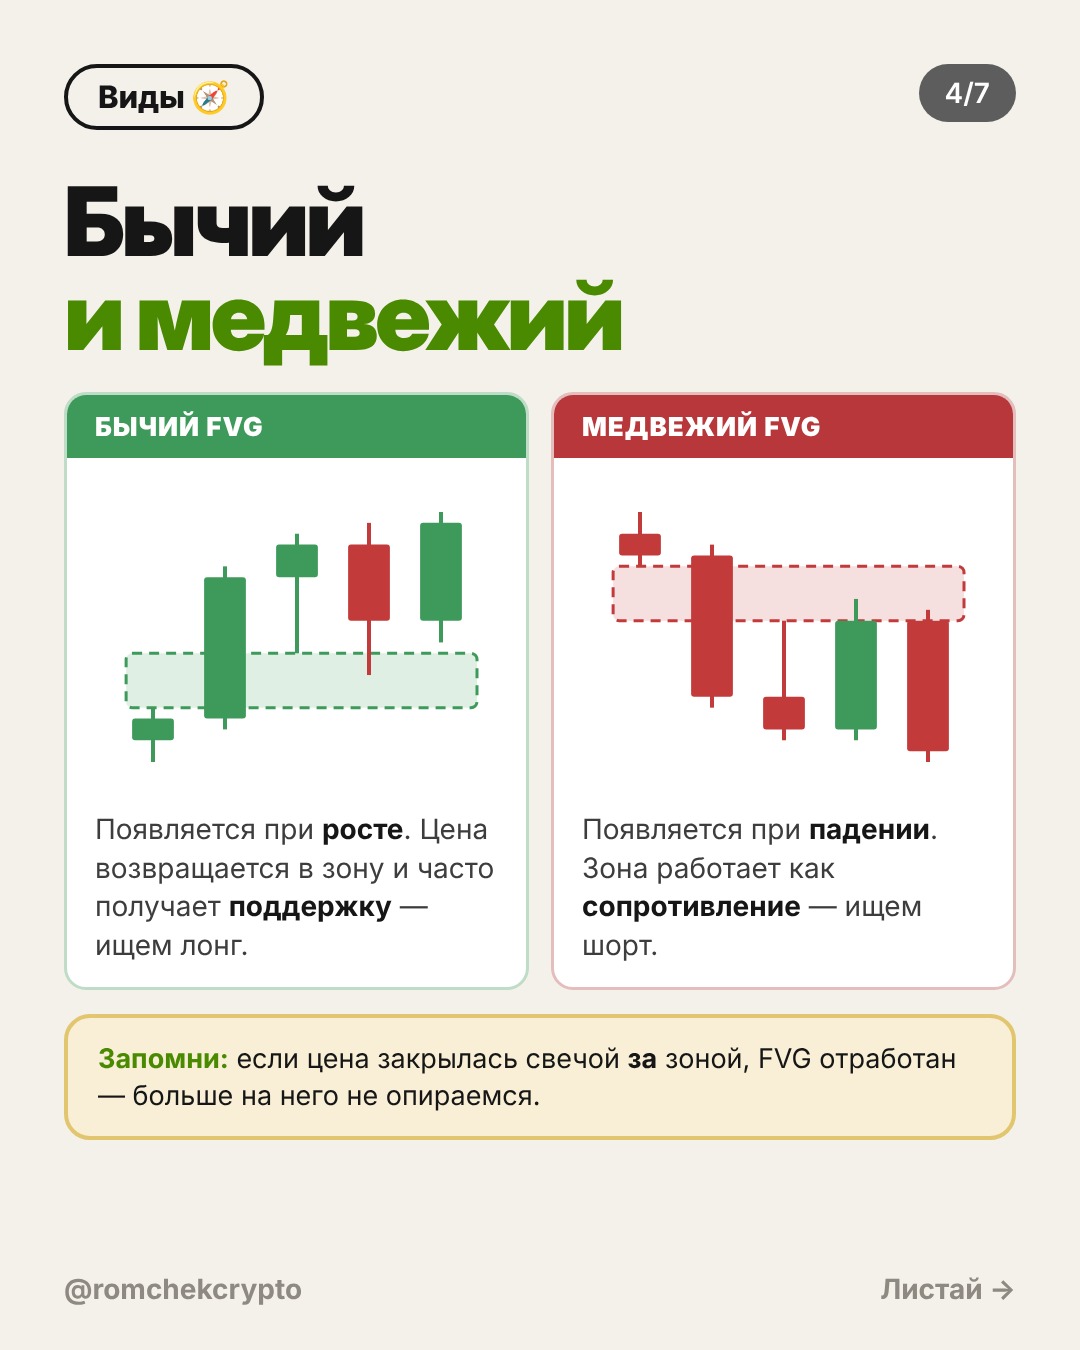 Виды 🧭
4/7
Бычий
и медвежий
БЫЧИЙ FVG
Появляется при росте. Цена
возвращается в зону и часто
получает поддержку —
ищем лонг.
МЕДВЕЖИЙ FVG
Появляется при падении.
Зона работает как
сопротивление — ищем
шорт.
Запомни: если цена закрылась свечой за зоной, FVG отработан
— больше на него не опираемся.
@romchekcrypto
Листай →